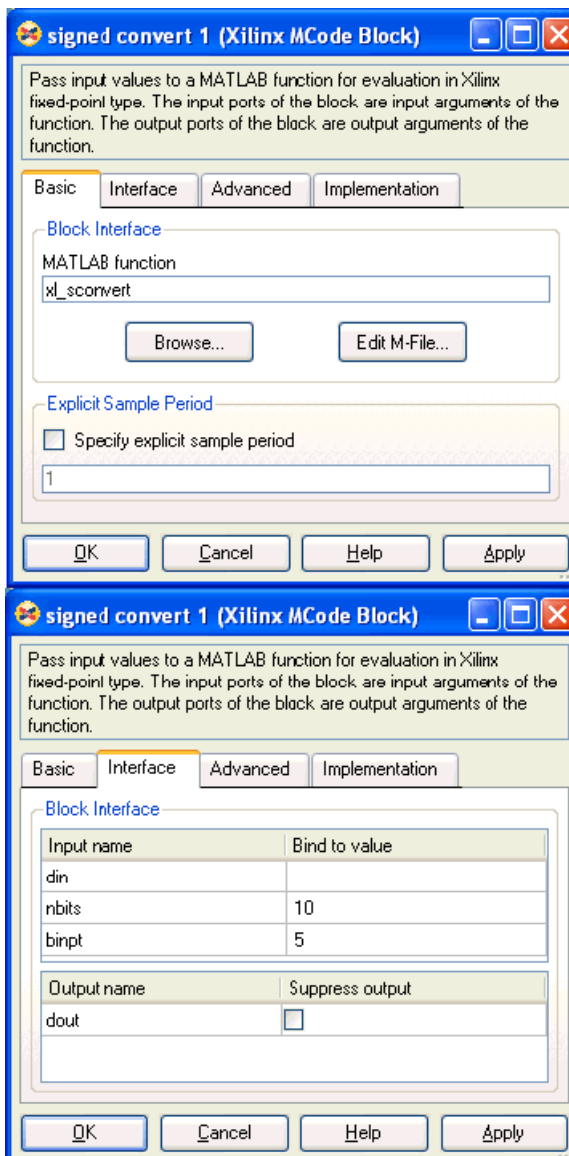 signed convert 1 (Xilinx MCode Block)
Pass input values to a MATLAB function for evaluation in Xilinx
fixed-point type. The input ports of the block are input arguments of the
function. The output ports of the block are output arguments of the
function.
Basic Interface Advanced Implementation
Block Interface
MATLAB function
xl_sconvert
Browse... Edit M-File...
Explicit Sample Period
Specify explicit sample period
1
OK Cancel Help Apply
signed convert 1 (Xilinx MCode Block)
Pass input values to a MATLAB function for evaluation in Xilinx
fixed-point type. The input ports of the block are input arguments of the
function. The output ports of the block are output arguments of the
function.
Basic Interface Advanced Implementation
Block Interface
Input name Bind to value
din
nbits 10
binpt 5
Output name Suppress output
dout
OK Cancel Help Apply